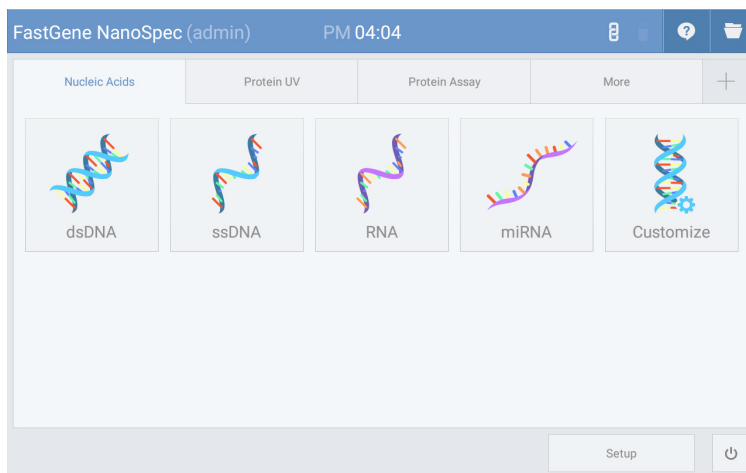 FastGene NanoSpec (admin) PM 04:04
Nucleic Acids Protein UV Protein Assay More
dsDNA ssDNA RNA miRNA Customize
Setup